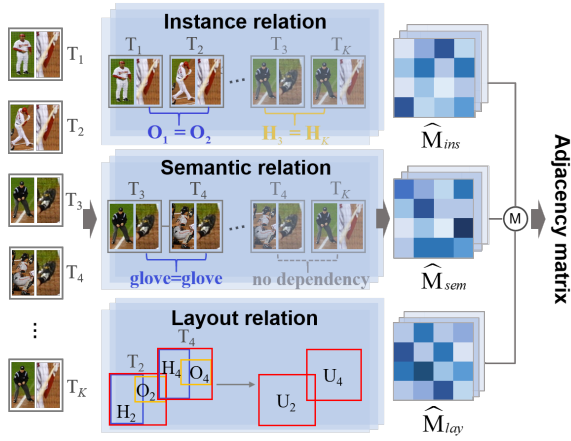 Instance relation
T1 T2 T3 TK
...
O1 = O2 H3 = HK
M̂ins
T1
T2
T3
T4
⋮
TK
Semantic relation
T3 T4 T4 TK
...
glove=glove no dependency
M̂sem
M
Adjacency matrix
Layout relation
T4
T2
H4 O4
O2
H2
U4
U2
M̂lay